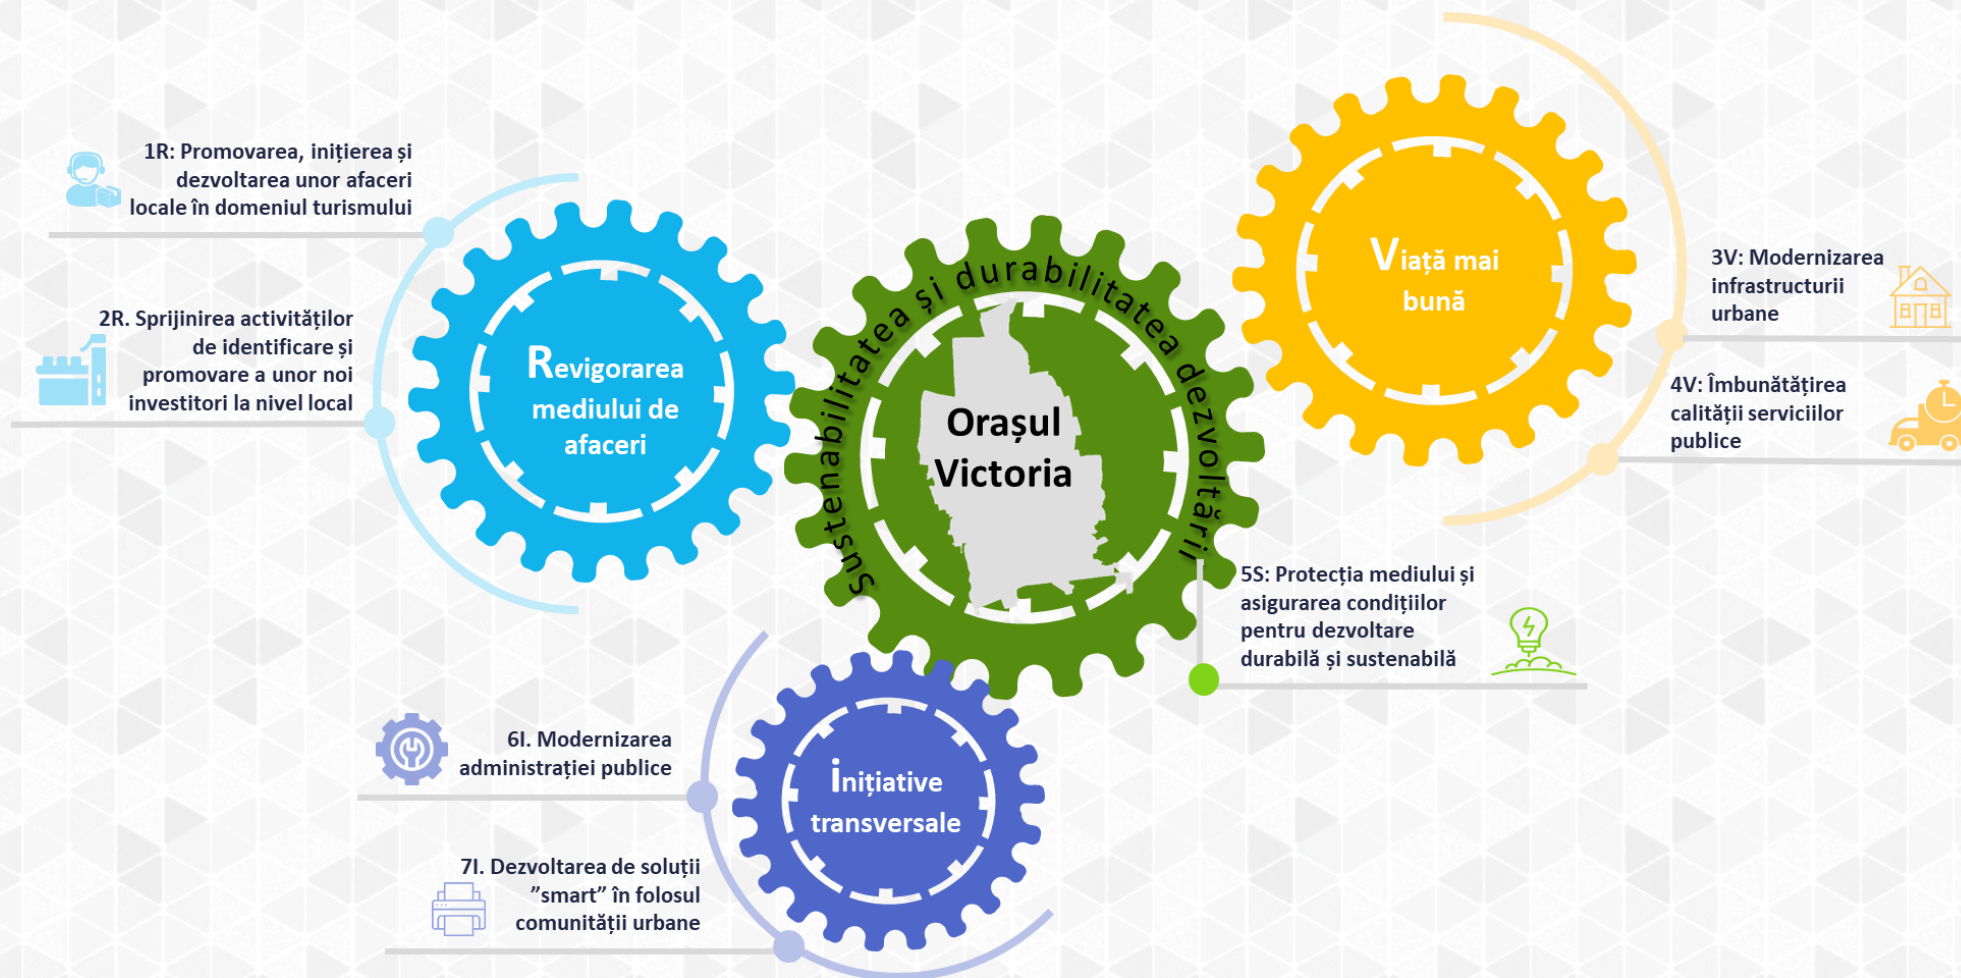 1R: Promovarea, inițierea și
dezvoltarea unor afaceri
locale în domeniul turismului
2R. Sprijinirea activităților
de identificare și
promovare a unor noi
investitori la nivel local
Revigorarea
mediului de
afaceri
Sustenabilitatea și durabilitatea dezvoltării
Orașul
Victoria
Viață mai
bună
3V: Modernizarea
infrastructurii
urbane
4V: Îmbunătățirea
calității serviciilor
publice
5S: Protecția mediului și
asigurarea condițiilor
pentru dezvoltare
durabilă și sustenabilă
6I. Modernizarea
administrației publice
Inițiative
transversale
7I. Dezvoltarea de soluții
”smart” în folosul
comunității urbane